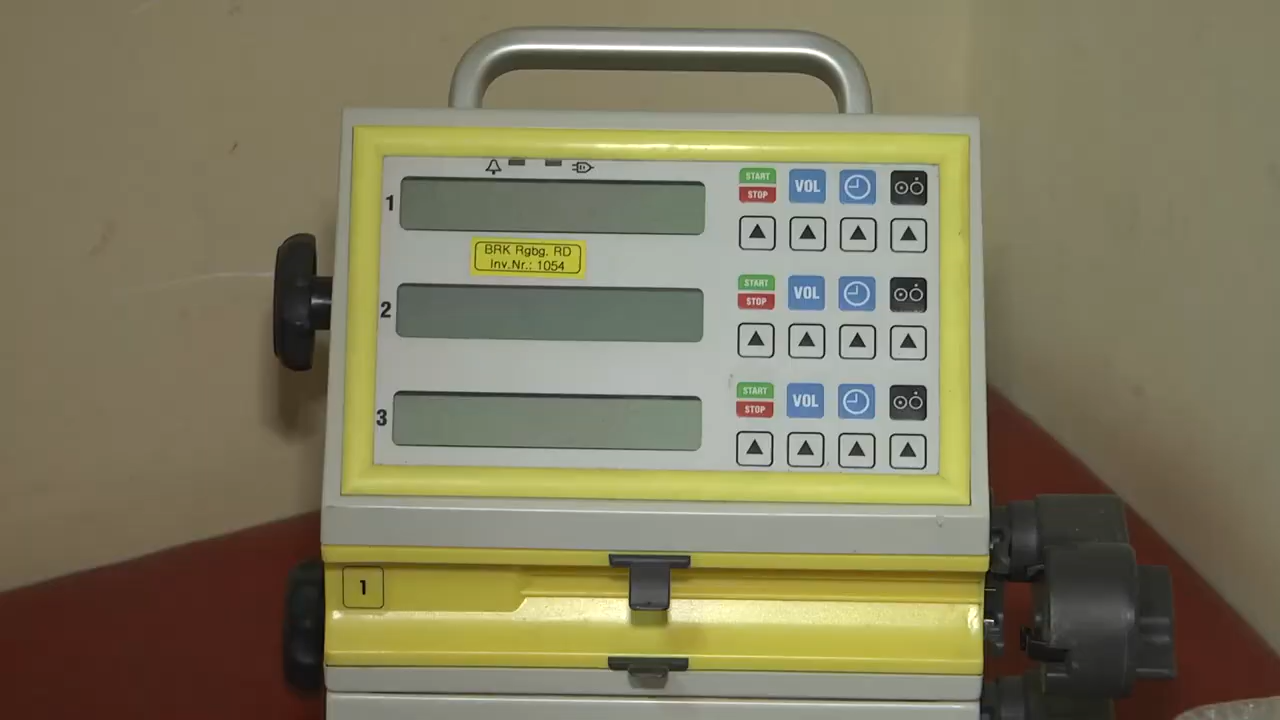 1
START
STOP
VOL
BRK Rgbg. RD
Inv.Nr.: 1054
2
START
STOP
VOL
3
START
STOP
VOL
1